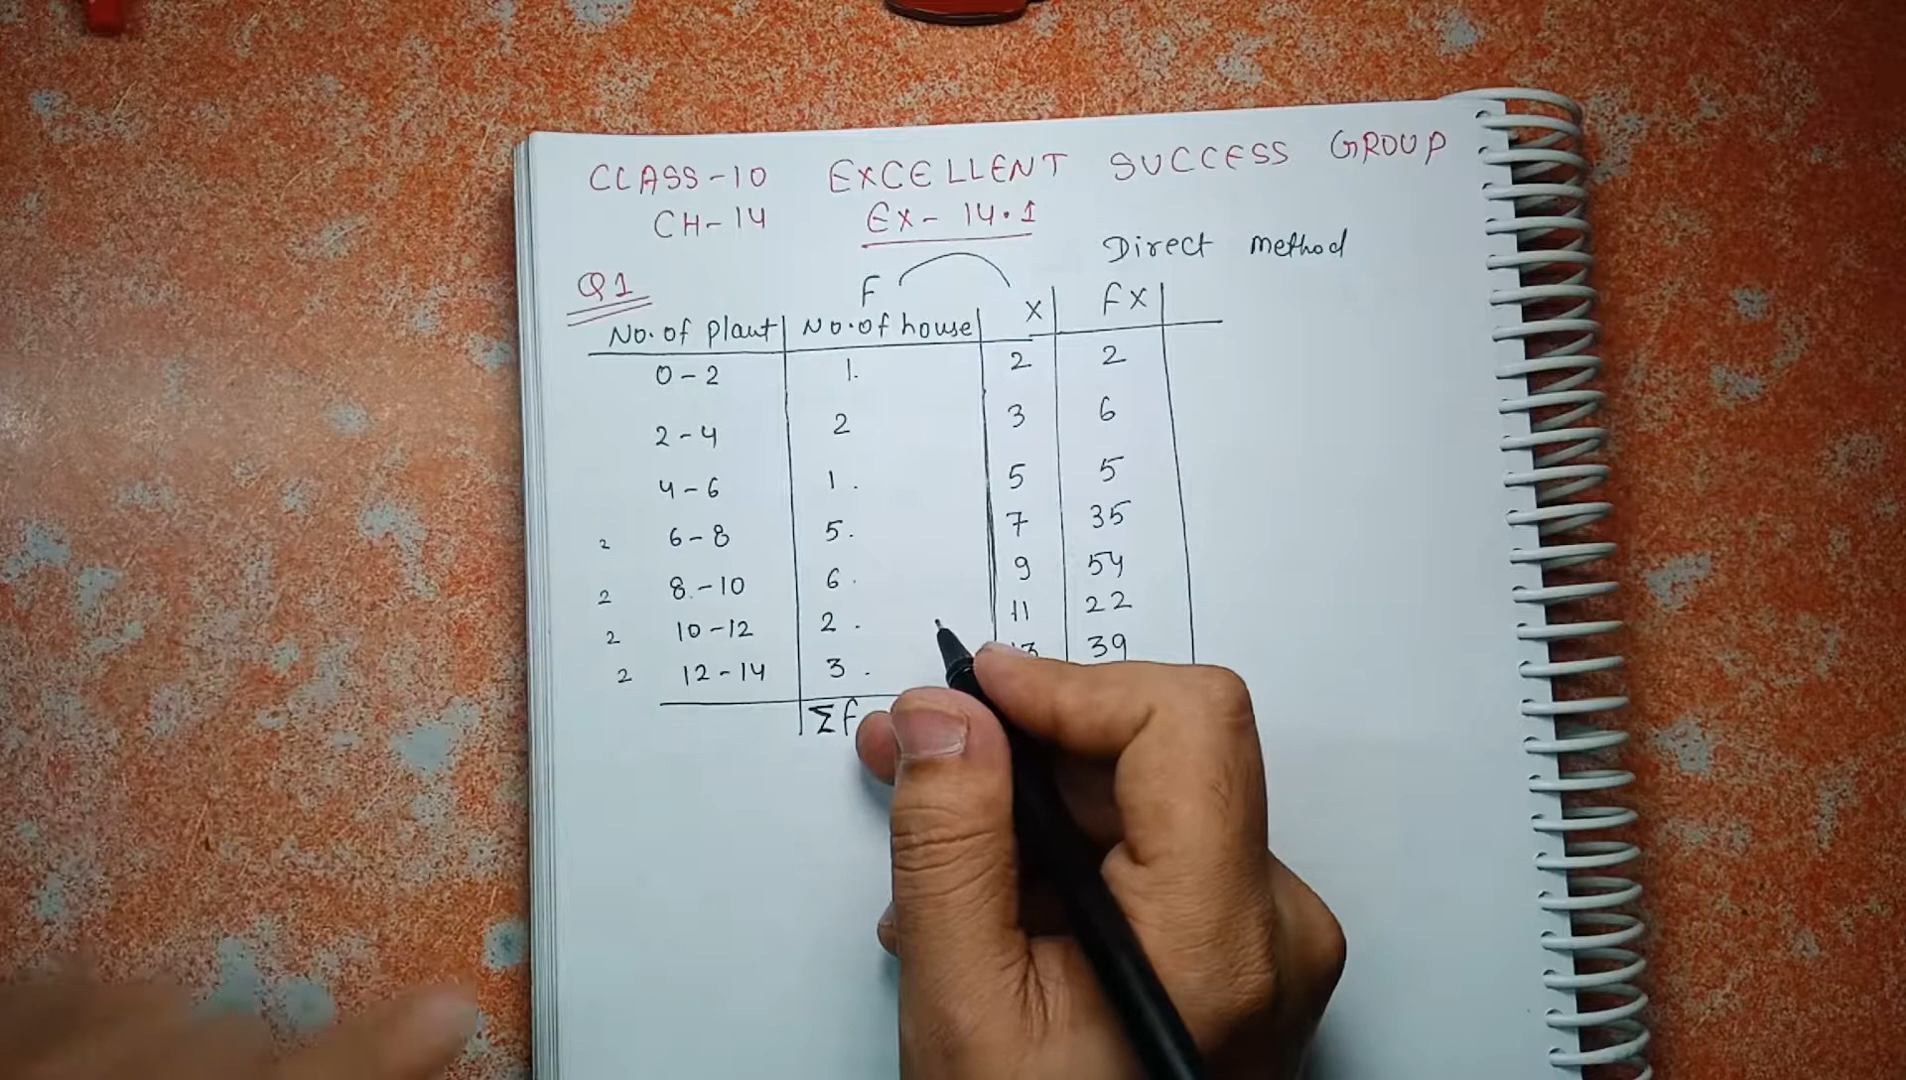 CLASS-10 EXCELLENT SUCCESS GROUP
CH-14 EX-14.1
Direct method
Q1
F X FX
No. of plant No. of house
0-2 1. 2 2
2-4 2 3 6
4-6 1. 5 5
2 6-8 5. 7 35
2 8.-10 6. 9 54
2 10-12 2. 11 22
2 12-14 3. 13 39
Σf